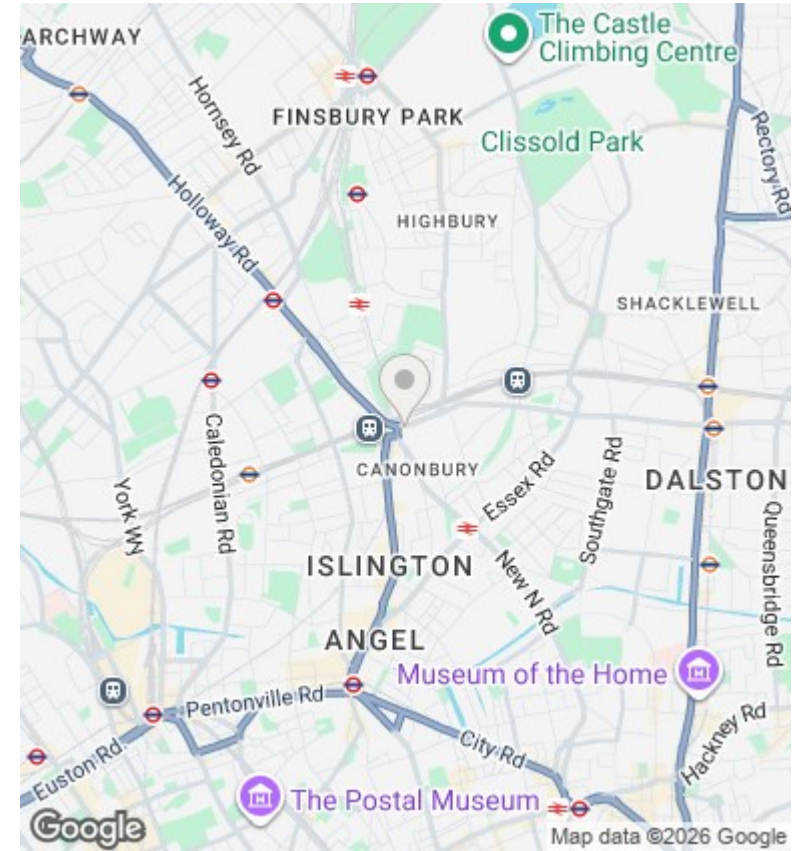 ARCHWAY
The Castle
Climbing Centre
Hornsey Rd
FINSBURY PARK
Clissold Park
Rectory Rd
Holloway Rd
HIGHBURY
SHACKLEWELL
Caledonian Rd
CANONBURY
York WY
Essex Rd
Southgate Rd
DALSTON
Queensbridge Rd
ISLINGTON
New N Rd
ANGEL
Museum of the Home
Pentonville Rd
City Rd
Hackney Rd
Euston Rd
The Postal Museum
Google
Map data ©2026 Google